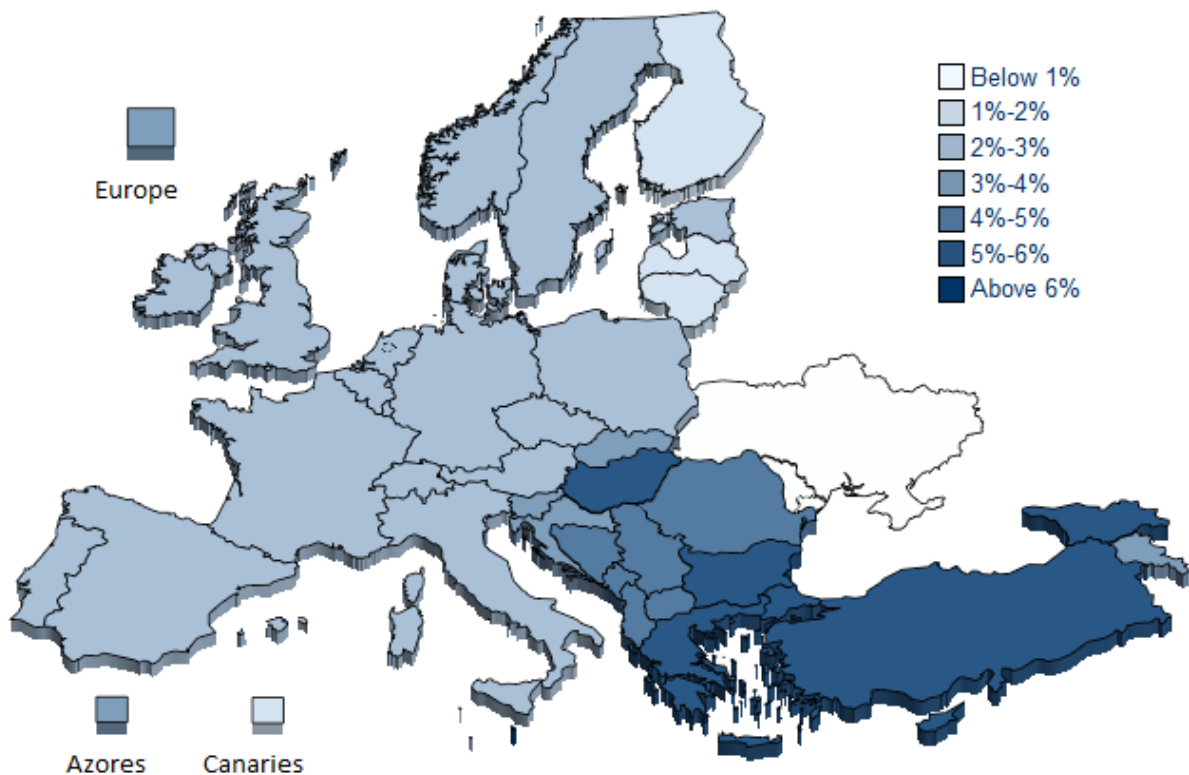 Below 1%
1%-2%
2%-3%
3%-4%
4%-5%
5%-6%
Above 6%
Europe
Azores
Canaries